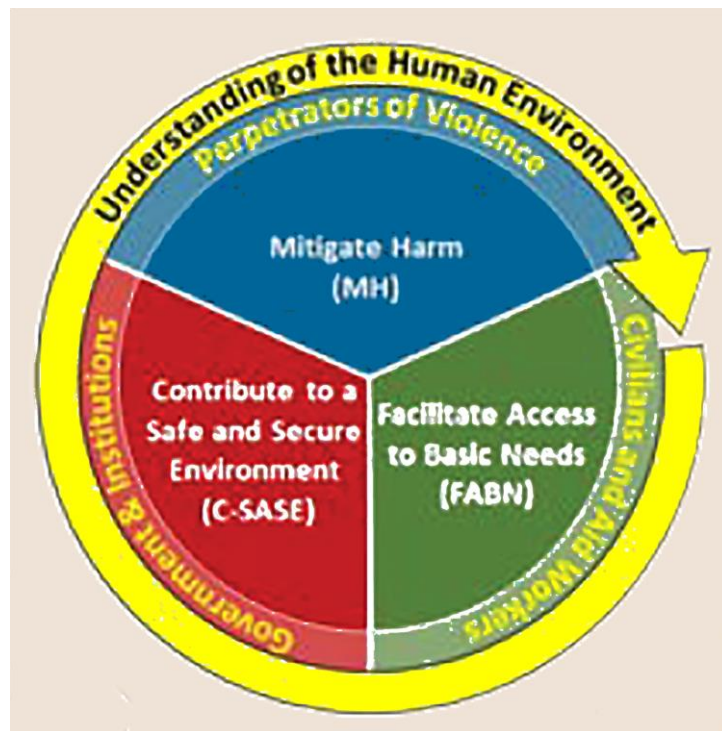 Understanding of the Human Environment
Perpetrators of Violence
Mitigate Harm
(MH)
Contribute to a
Safe and Secure
Environment
(C-SASE)
Facilitate Access
to Basic Needs
(FABN)
Government & Institutions
Civilians and Aid Workers